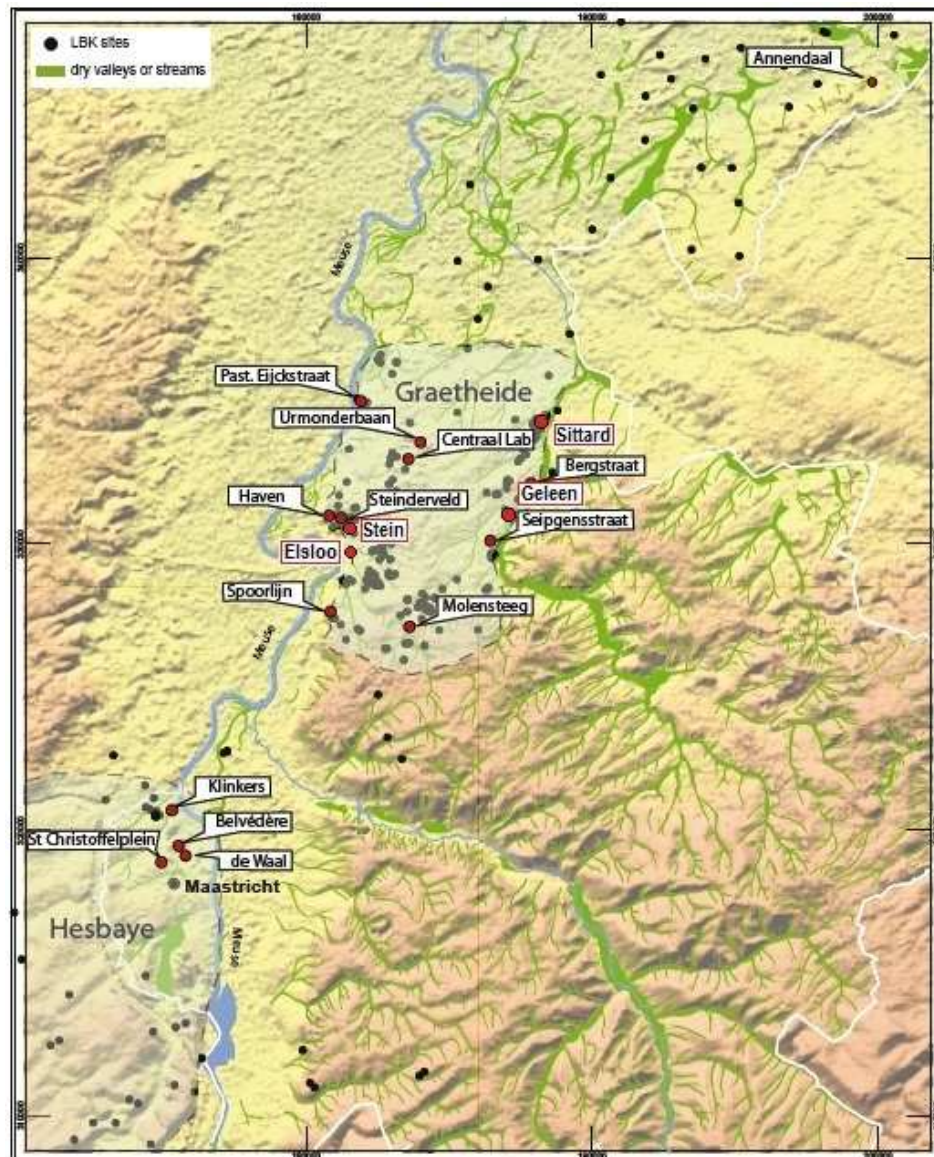 LBK sites
dry valleys or streams
200000
Annendaal
Meuse
Past. Eijckstraat
Graetheide
Urmonderbaan
Centraal Lab
Sittard
Bergstraat
Haven
Steinderveld
Geleen
Stein
Seipgensstraat
Elsloo
Spoorlijn
Molensteeg
Meuse
Klinkers
Belvédère
St Christoffelplein
de Waal
Maastricht
Hesbaye
Meuse